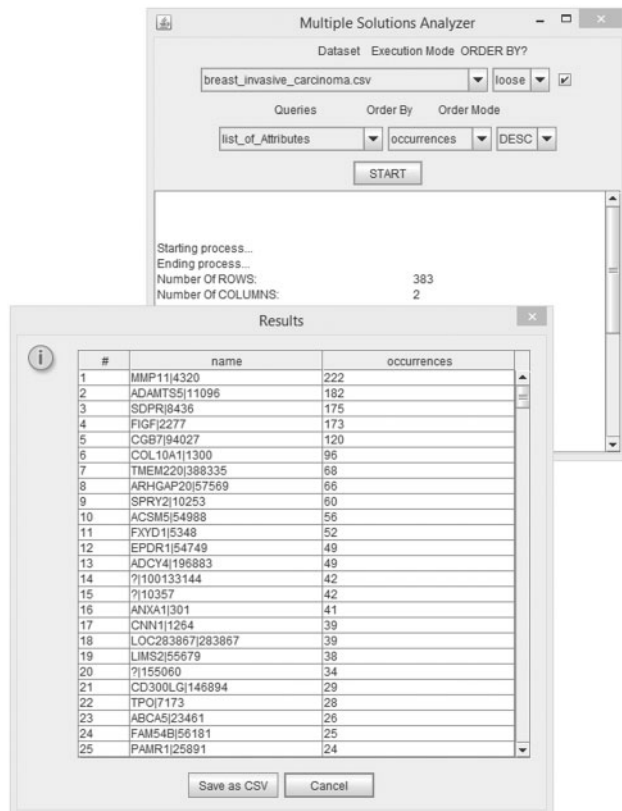 Multiple Solutions Analyzer
Dataset Execution Mode ORDER BY?
breast_invasive_carcinoma.csv loose
Queries Order By Order Mode
list_of_Attributes occurrences DESC
START
Starting process...
Ending process...
Number Of ROWS: 383
Number Of COLUMNS: 2
Results
# name occurrences
1 MMP11|4320 222
2 ADAMTS5|11096 182
3 SDPR|8436 175
4 FIGF|2277 173
5 CGB7|94027 120
6 COL10A1|1300 96
7 TMEM220|388335 68
8 ARHGAP20|57569 66
9 SPRY2|10253 60
10 ACSM5|54988 56
11 FXYD1|5348 52
12 EPDR1|54749 49
13 ADCY4|196883 49
14 ?|100133144 42
15 ?|10357 42
16 ANXA1|301 41
17 CNN1|1264 39
18 LOC283867|283867 39
19 LIMS2|55679 38
20 ?|155060 34
21 CD300LG|146894 29
22 TPO|7173 28
23 ABCA5|23461 26
24 FAM54B|56181 25
25 PAMR1|25891 24
Save as CSV Cancel